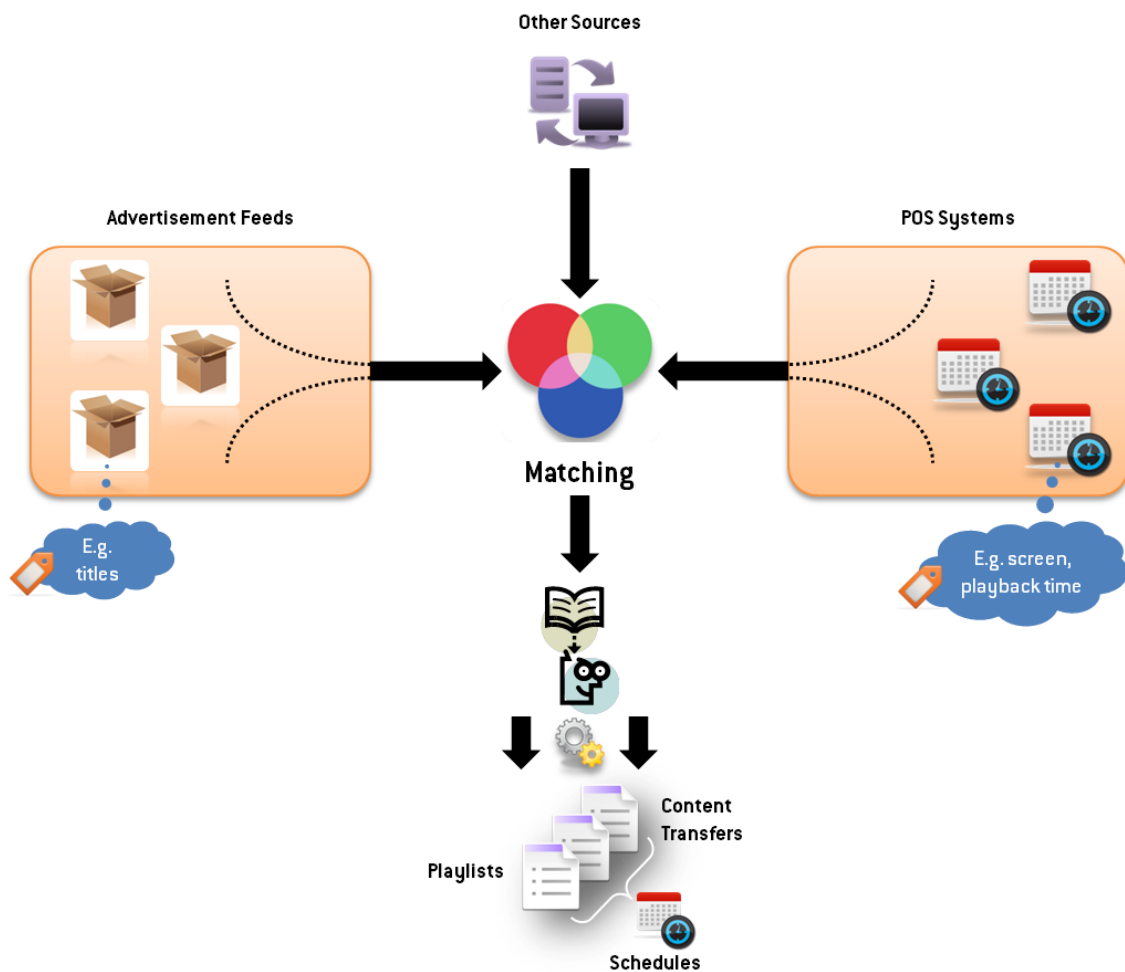 Other Sources
Advertisement Feeds
POS Systems
Matching
E.g.
titles
E.g. screen,
playback time
Content
Transfers
Playlists
Schedules